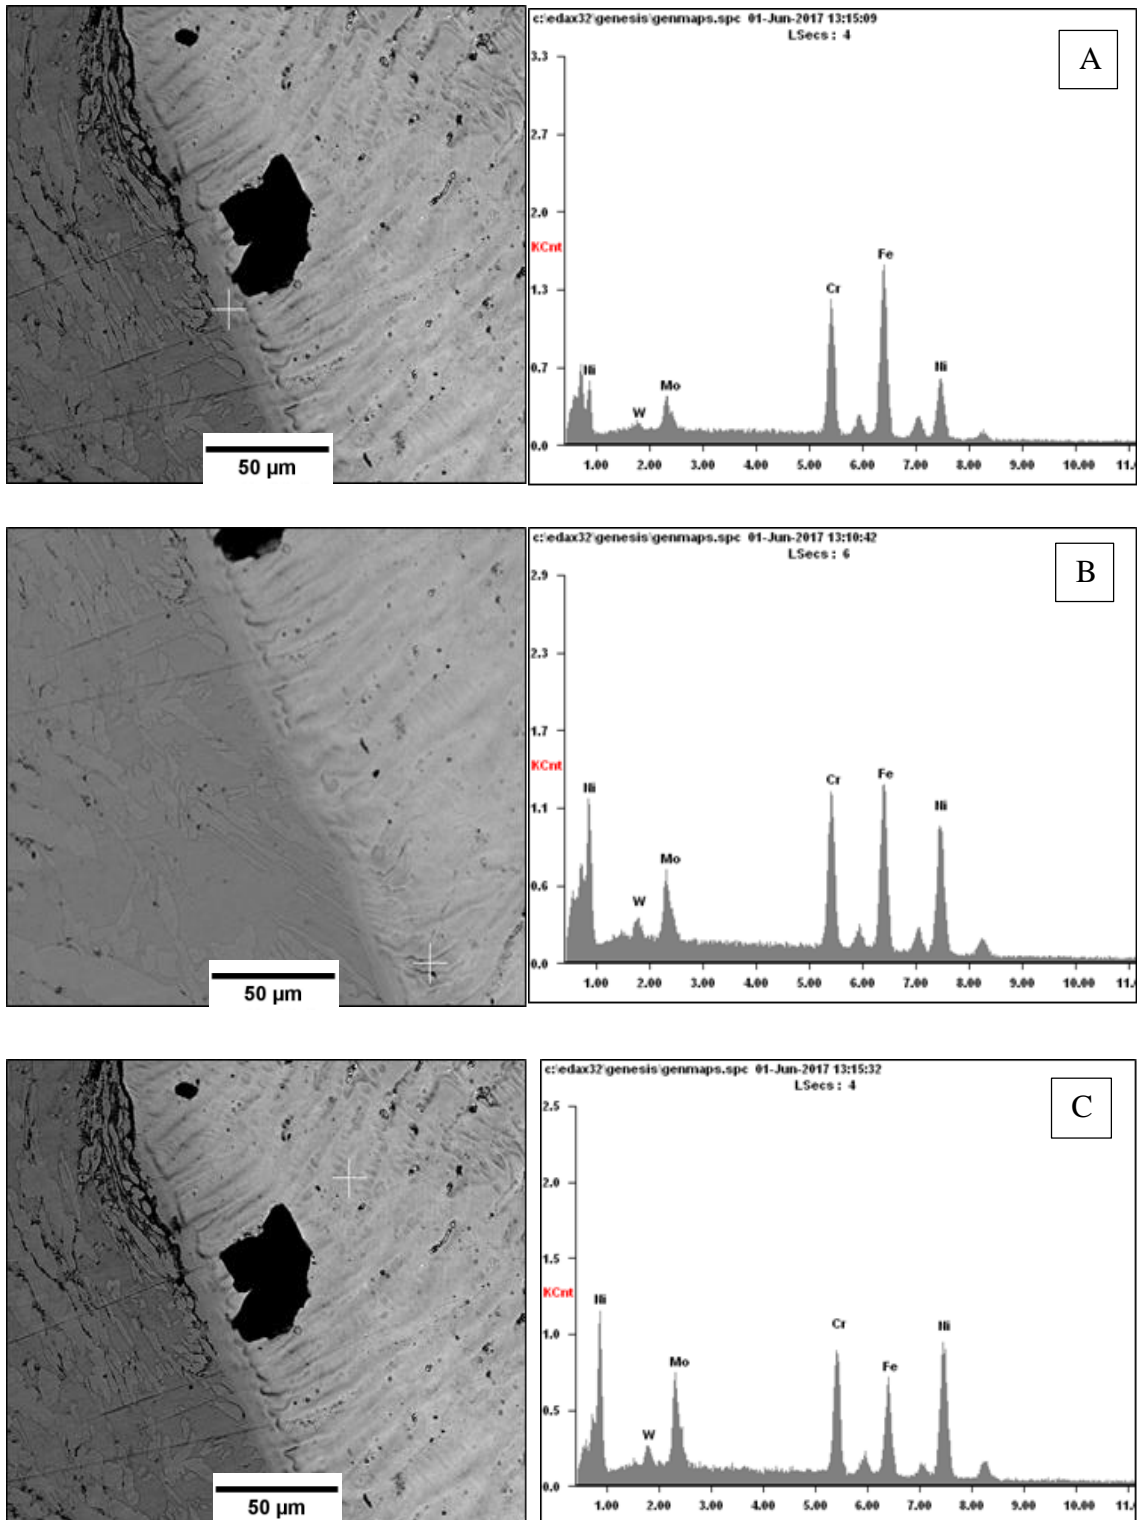 c:\edax32\genesis\genmaps.spc 01-Jun-2017 13:15:09
LSecs : 4
A
3.3
2.7
2.0
KCnt
1.3
0.7
0.0
Ni
W
Mo
Cr
Fe
Ni
1.00 2.00 3.00 4.00 5.00 6.00 7.00 8.00 9.00 10.00 11.
50 µm
c:\edax32\genesis\genmaps.spc 01-Jun-2017 13:10:42
LSecs : 6
B
2.9
2.3
1.7
KCnt
1.1
0.6
0.0
Ni
W
Mo
Cr
Fe
Ni
1.00 2.00 3.00 4.00 5.00 6.00 7.00 8.00 9.00 10.00 11.
50 µm
c:\edax32\genesis\genmaps.spc 01-Jun-2017 13:15:32
LSecs : 4
C
2.5
2.0
1.5
KCnt
1.0
0.5
0.0
Ni
W
Mo
Cr
Fe
Ni
1.00 2.00 3.00 4.00 5.00 6.00 7.00 8.00 9.00 10.00 11.
50 µm